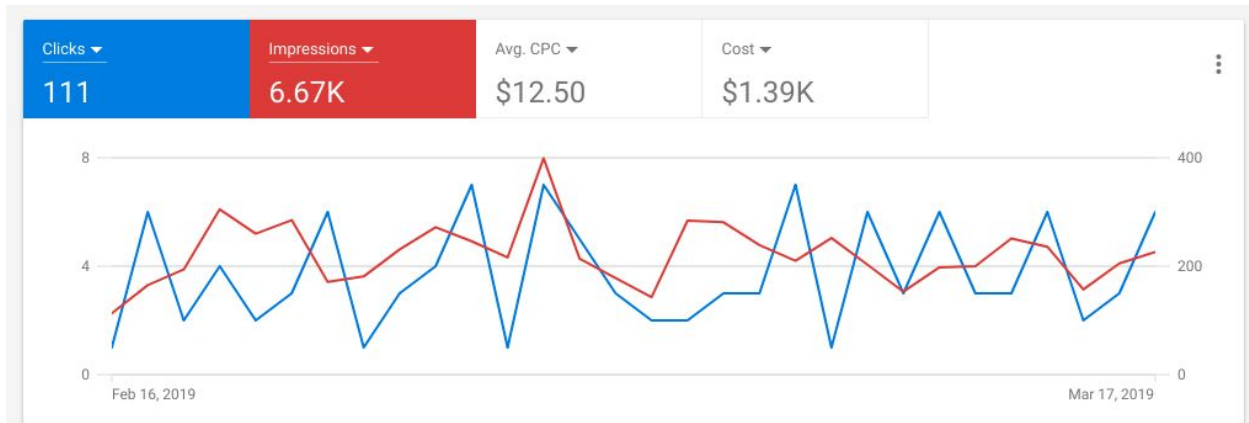 Clicks
Impressions
Avg. CPC
Cost
111
6.67K
$12.50
$1.39K
8
400
4
200
0
0
Feb 16, 2019
Mar 17, 2019